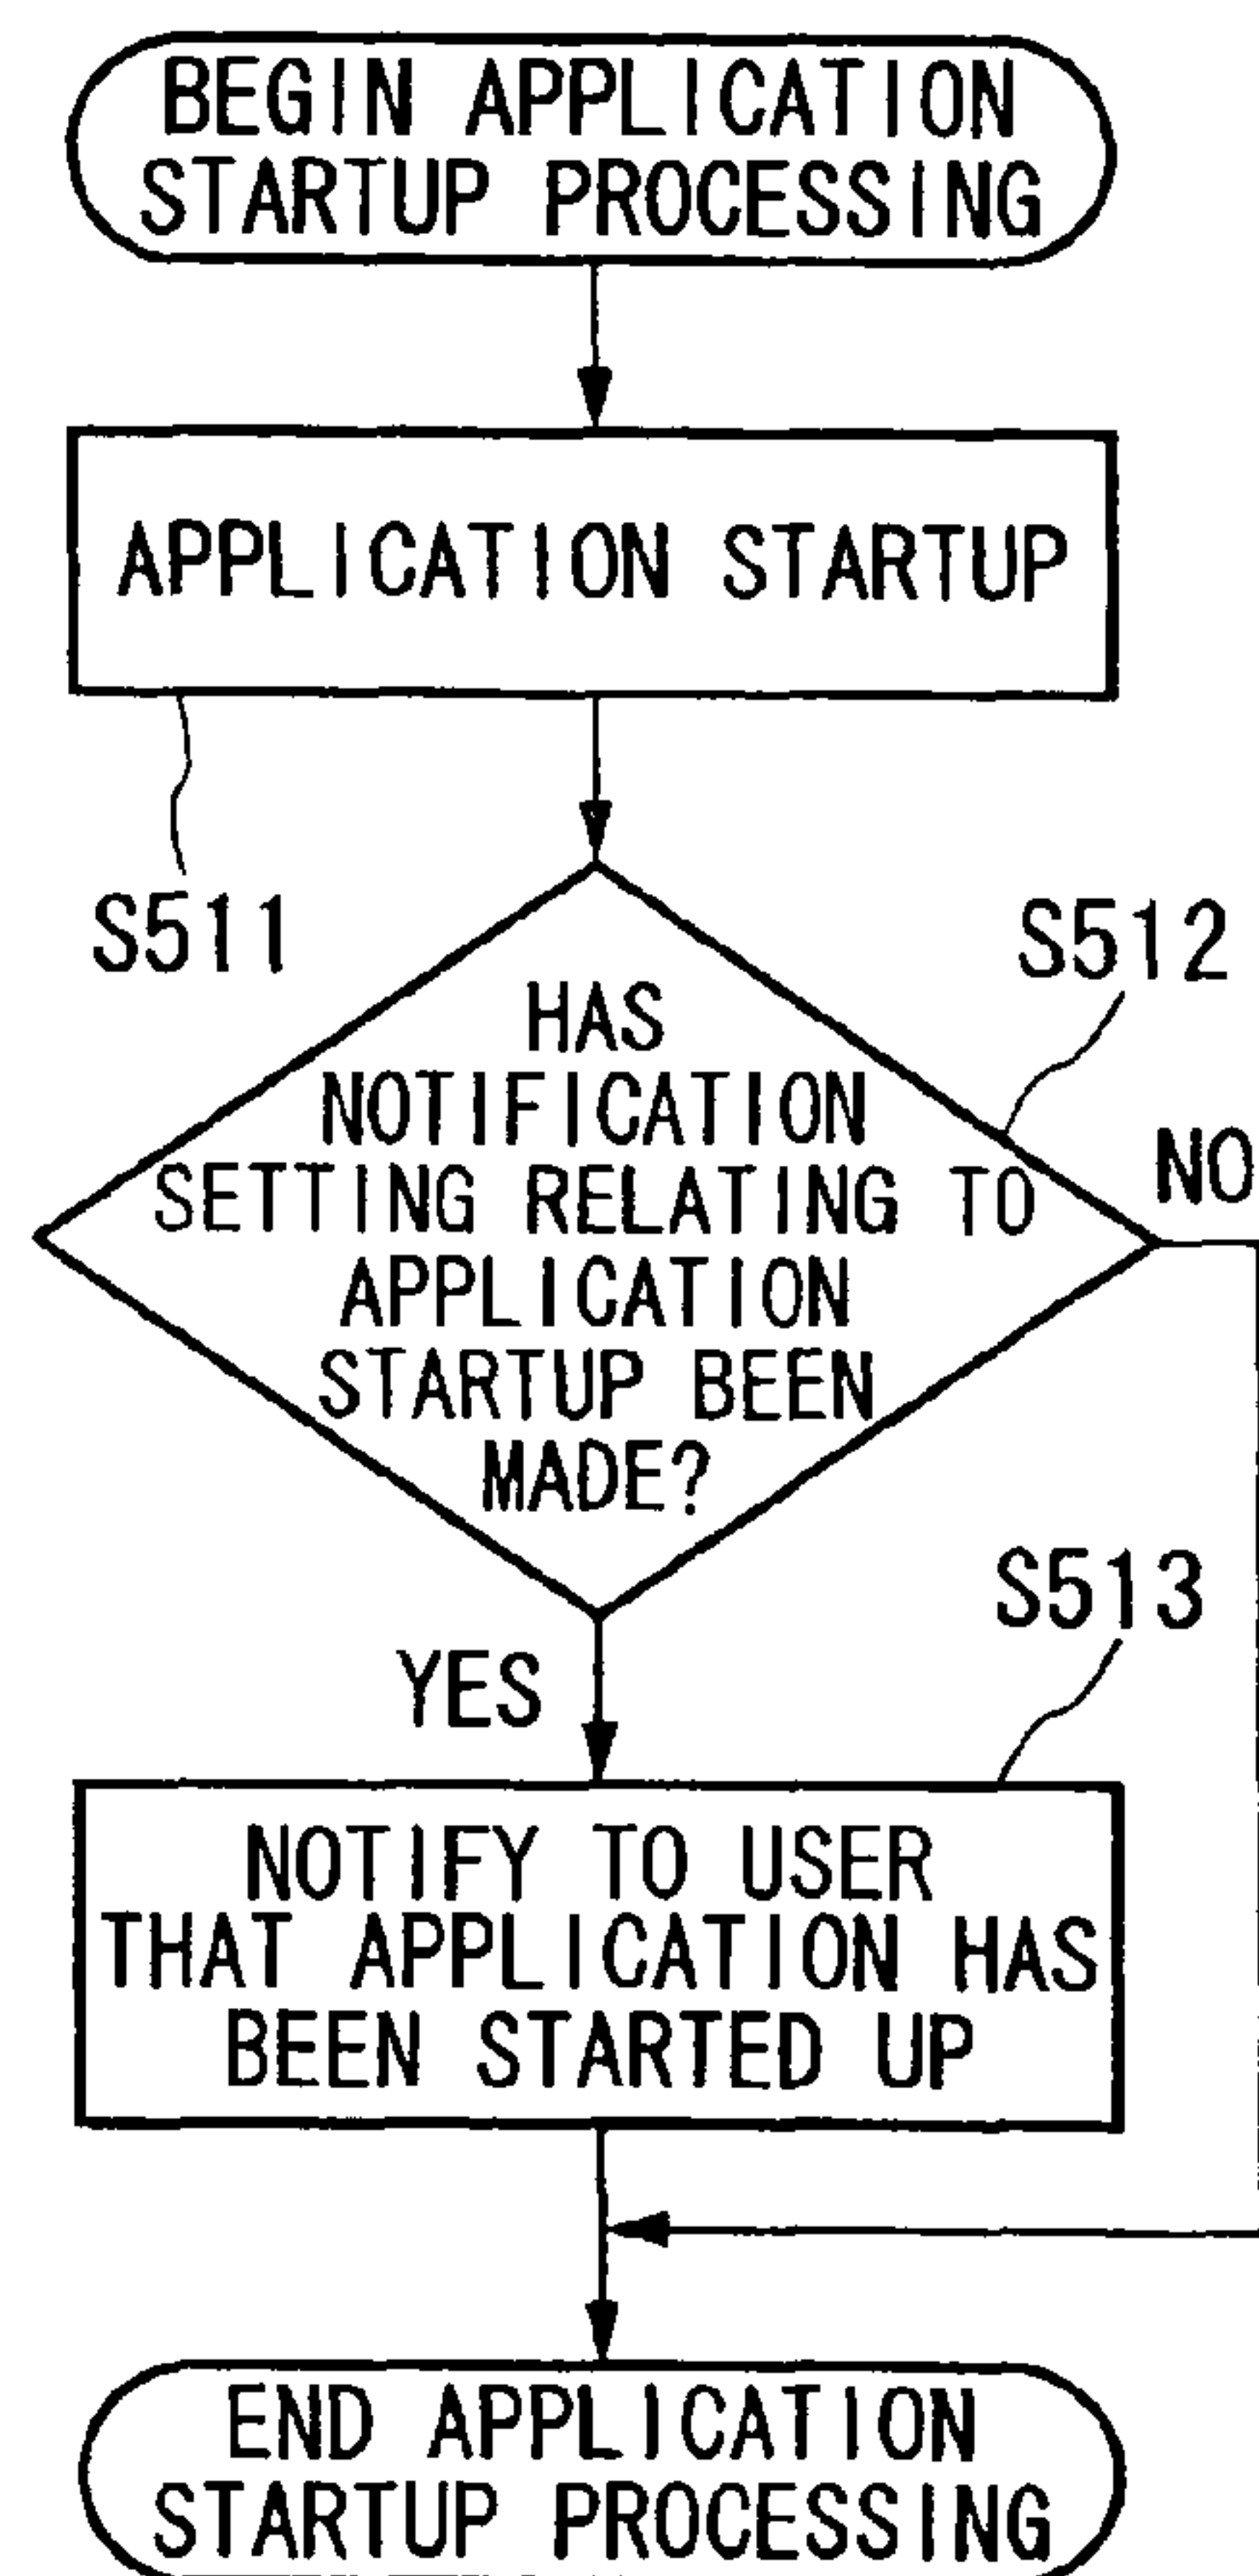 BEGIN APPLICATION
STARTUP PROCESSING
APPLICATION STARTUP
S511
S512
HAS
NOTIFICATION
SETTING RELATING TO
APPLICATION
STARTUP BEEN
MADE?
NO
YES
S513
NOTIFY TO USER
THAT APPLICATION HAS
BEEN STARTED UP
END APPLICATION
STARTUP PROCESSING